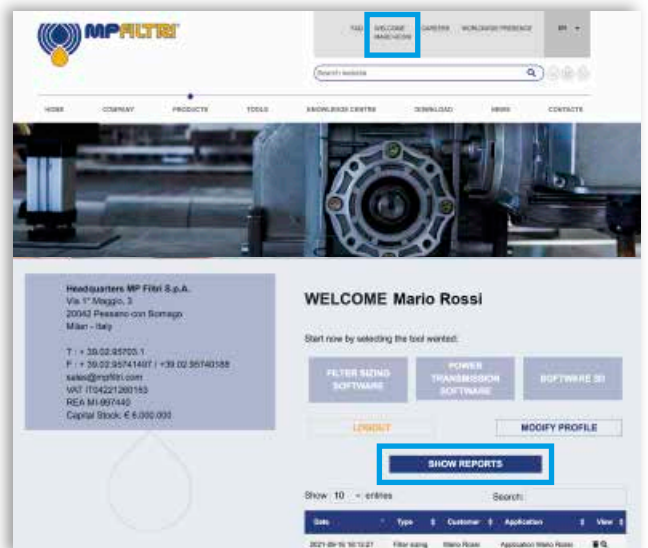 MPFILTRI
FAQ WELCOME MARIO ROSSI CAREERS WORLDWIDE PRESENCE EN
Search website
HOME COMPANY PRODUCTS TOOLS KNOWLEDGE CENTRE DOWNLOAD NEWS CONTACTS
Headquarters MP Filtri S.p.A.
Via 1° Maggio, 3
20042 Pessano con Bornago
Milan - Italy
T : + 39.02.95703.1
F : + 39.02.95741497 / +39.02.95740188
sales@mpfiltri.com
VAT IT04221260153
REA MI-997440
Capital Stock: € 6.000.000
WELCOME Mario Rossi
Start now by selecting the tool wanted:
FILTER SIZING
SOFTWARE
POWER
TRANSMISSION
SOFTWARE
SOFTWARE 3D
LOGOUT
MODIFY PROFILE
SHOW REPORTS
Show 10 entries Search:
Date Type Customer Application View
Filter sizing Mario Rossi Application Mario Rossi